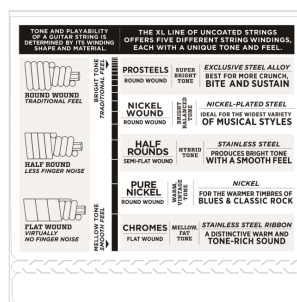 TONE AND PLAYABILITY
OF A GUITAR STRING IS
DETERMINED BY ITS WINDING
SHAPE AND MATERIAL.
THE XL LINE OF UNCOATED STRINGS
OFFERS FIVE DIFFERENT STRING WINDINGS,
EACH WITH A UNIQUE TONE AND FEEL.
ROUND WOUND
TRADITIONAL FEEL
HALF ROUND
LESS FINGER NOISE
FLAT WOUND
VIRTUALLY
NO FINGER NOISE
BRIGHT TONE
TRADITIONAL FEEL
MELLOW TONE
SMOOTH FEEL
PROSTEELS
ROUND WOUND
SUPER
BRIGHT
TONE
EXCLUSIVE STEEL ALLOY
BEST FOR MORE CRUNCH,
BITE AND SUSTAIN
NICKEL
WOUND
ROUND WOUND
BRIGHT
BALANCED
TONE
NICKEL-PLATED STEEL
IDEAL FOR THE WIDEST VARIETY
OF MUSICAL STYLES
HALF
ROUNDS
SEMI-FLAT WOUND
HYBRID
TONE
STAINLESS STEEL
PRODUCES BRIGHT TONE
WITH A SMOOTH FEEL
PURE
NICKEL
ROUND WOUND
WARM,
VINTAGE
TONE
NICKEL
FOR THE WARMER TIMBRES OF
BLUES & CLASSIC ROCK
CHROMES
FLAT WOUND
MELLOW,
FAT
TONE
STAINLESS STEEL RIBBON
A DISTINCTIVE WARM AND
TONE-RICH SOUND